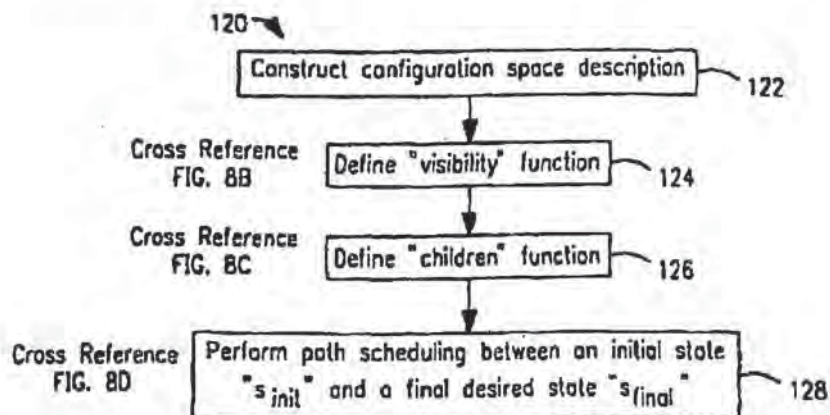 120
Construct configuration space description
122
Cross Reference
FIG. 8B
Define "visibility" function
124
Cross Reference
FIG. 8C
Define "children" function
126
Cross Reference
FIG. 8D
Perform path scheduling between an initial state
"s init" and a final desired state "s final"
128